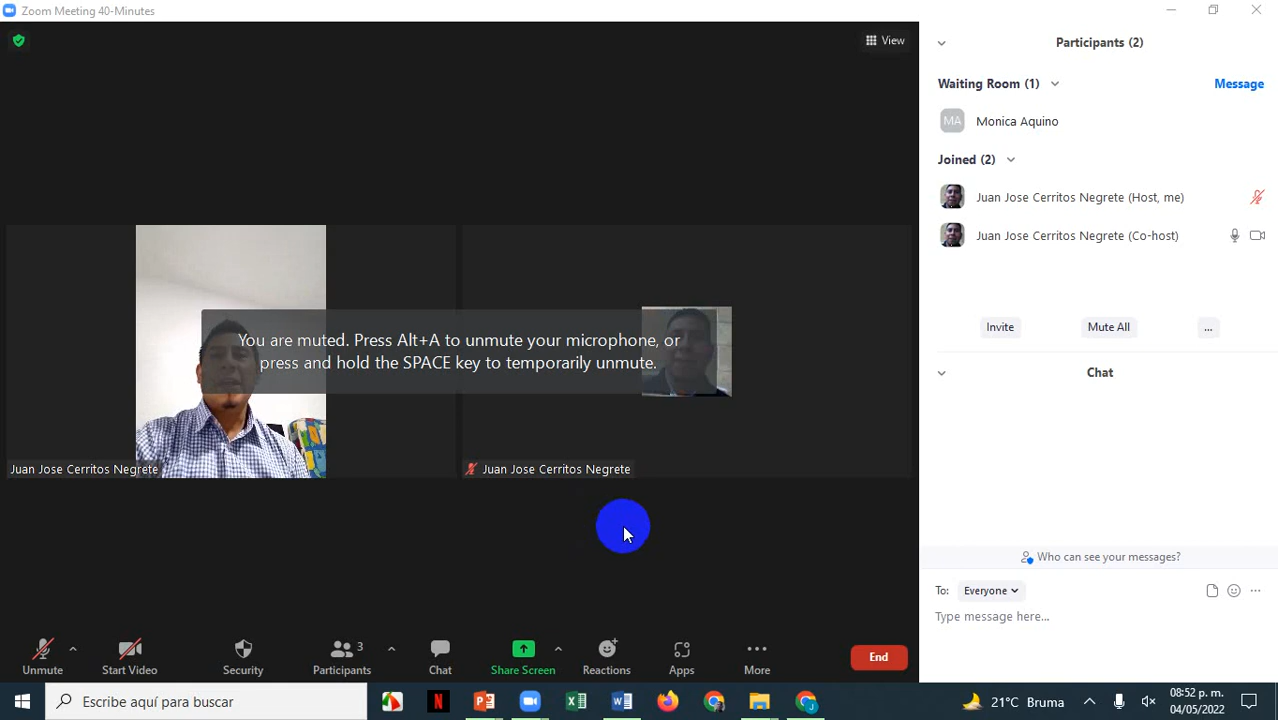 Zoom Meeting 40-Minutes
View
You are muted. Press Alt+A to unmute your microphone, or
press and hold the SPACE key to temporarily unmute.
Juan Jose Cerritos Negrete
Juan Jose Cerritos Negrete
Participants (2)
Waiting Room (1)
Message
MA
Monica Aquino
Joined (2)
Juan Jose Cerritos Negrete (Host, me)
Juan Jose Cerritos Negrete (Co-host)
Invite
Mute All
...
Chat
Who can see your messages?
To:
Everyone
Type message here...
Unmute
Start Video
Security
3
Participants
Chat
Share Screen
Reactions
Apps
More
End
Escribe aquí para buscar
21°C Bruma
08:52 p. m.
04/05/2022